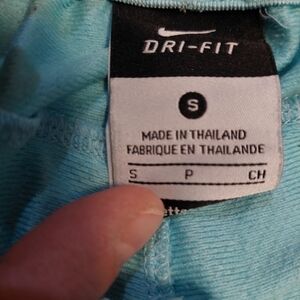 DRI-FIT
S
MADE IN THAILAND
FABRIQUE EN THAILANDE
S P CH